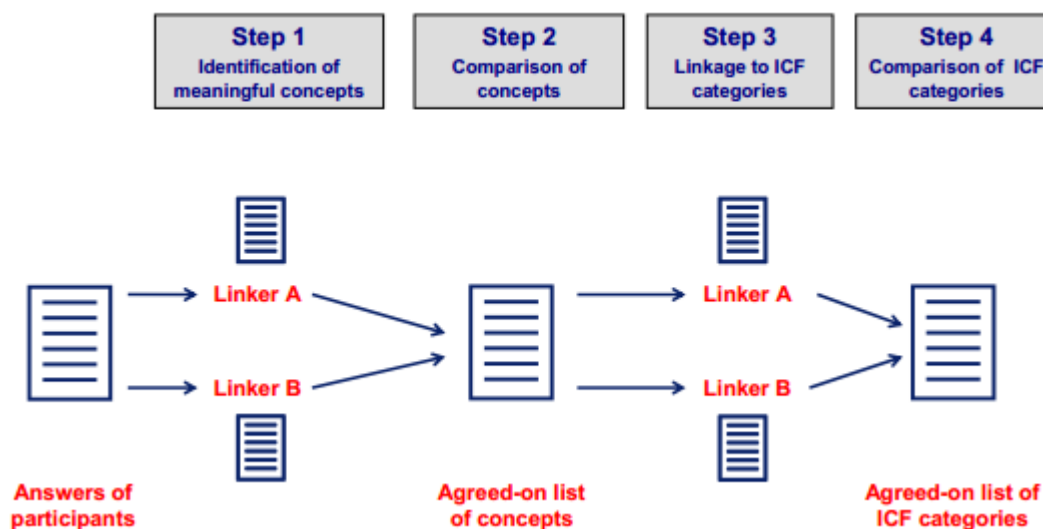 Step 1
Identification of
meaningful concepts
Step 2
Comparison of
concepts
Step 3
Linkage to ICF
categories
Step 4
Comparison of ICF
categories
Linker A
Linker A
Linker B
Linker B
Answers of
participants
Agreed-on list
of concepts
Agreed-on list of
ICF categories